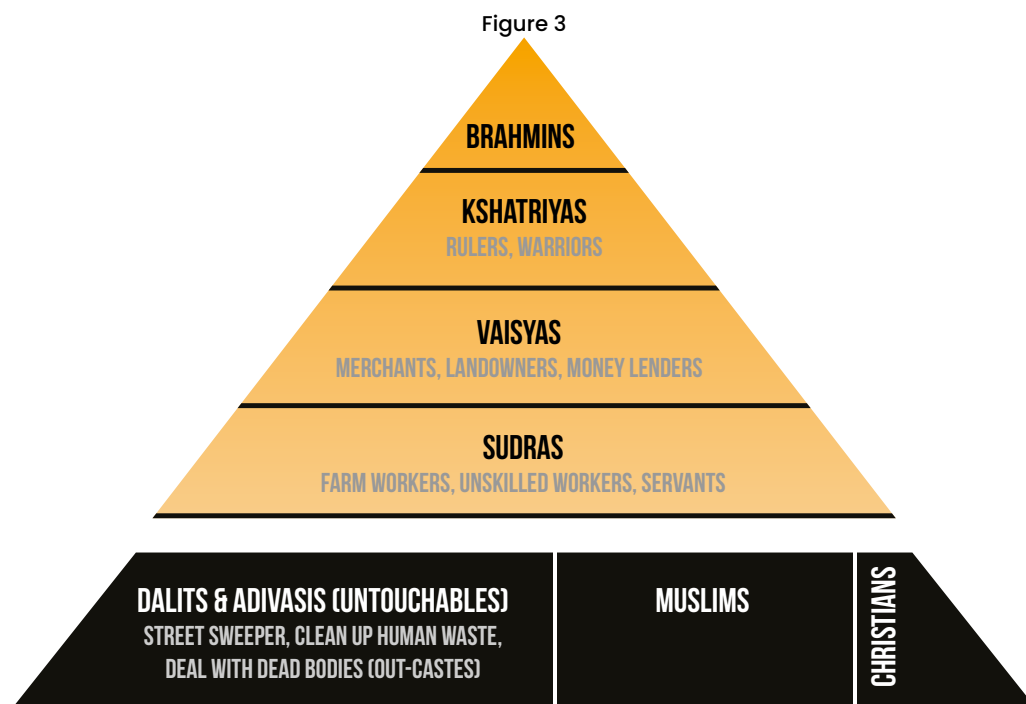 Figure 3
BRAHMINS
KSHATRIYAS
RULERS, WARRIORS
VAISYAS
MERCHANTS, LANDOWNERS, MONEY LENDERS
SUDRAS
FARM WORKERS, UNSKILLED WORKERS, SERVANTS
DALITS & ADIVASIS (UNTOUCHABLES)
STREET SWEEPER, CLEAN UP HUMAN WASTE,
DEAL WITH DEAD BODIES (OUT-CASTES)
MUSLIMS
CHRISTIANS